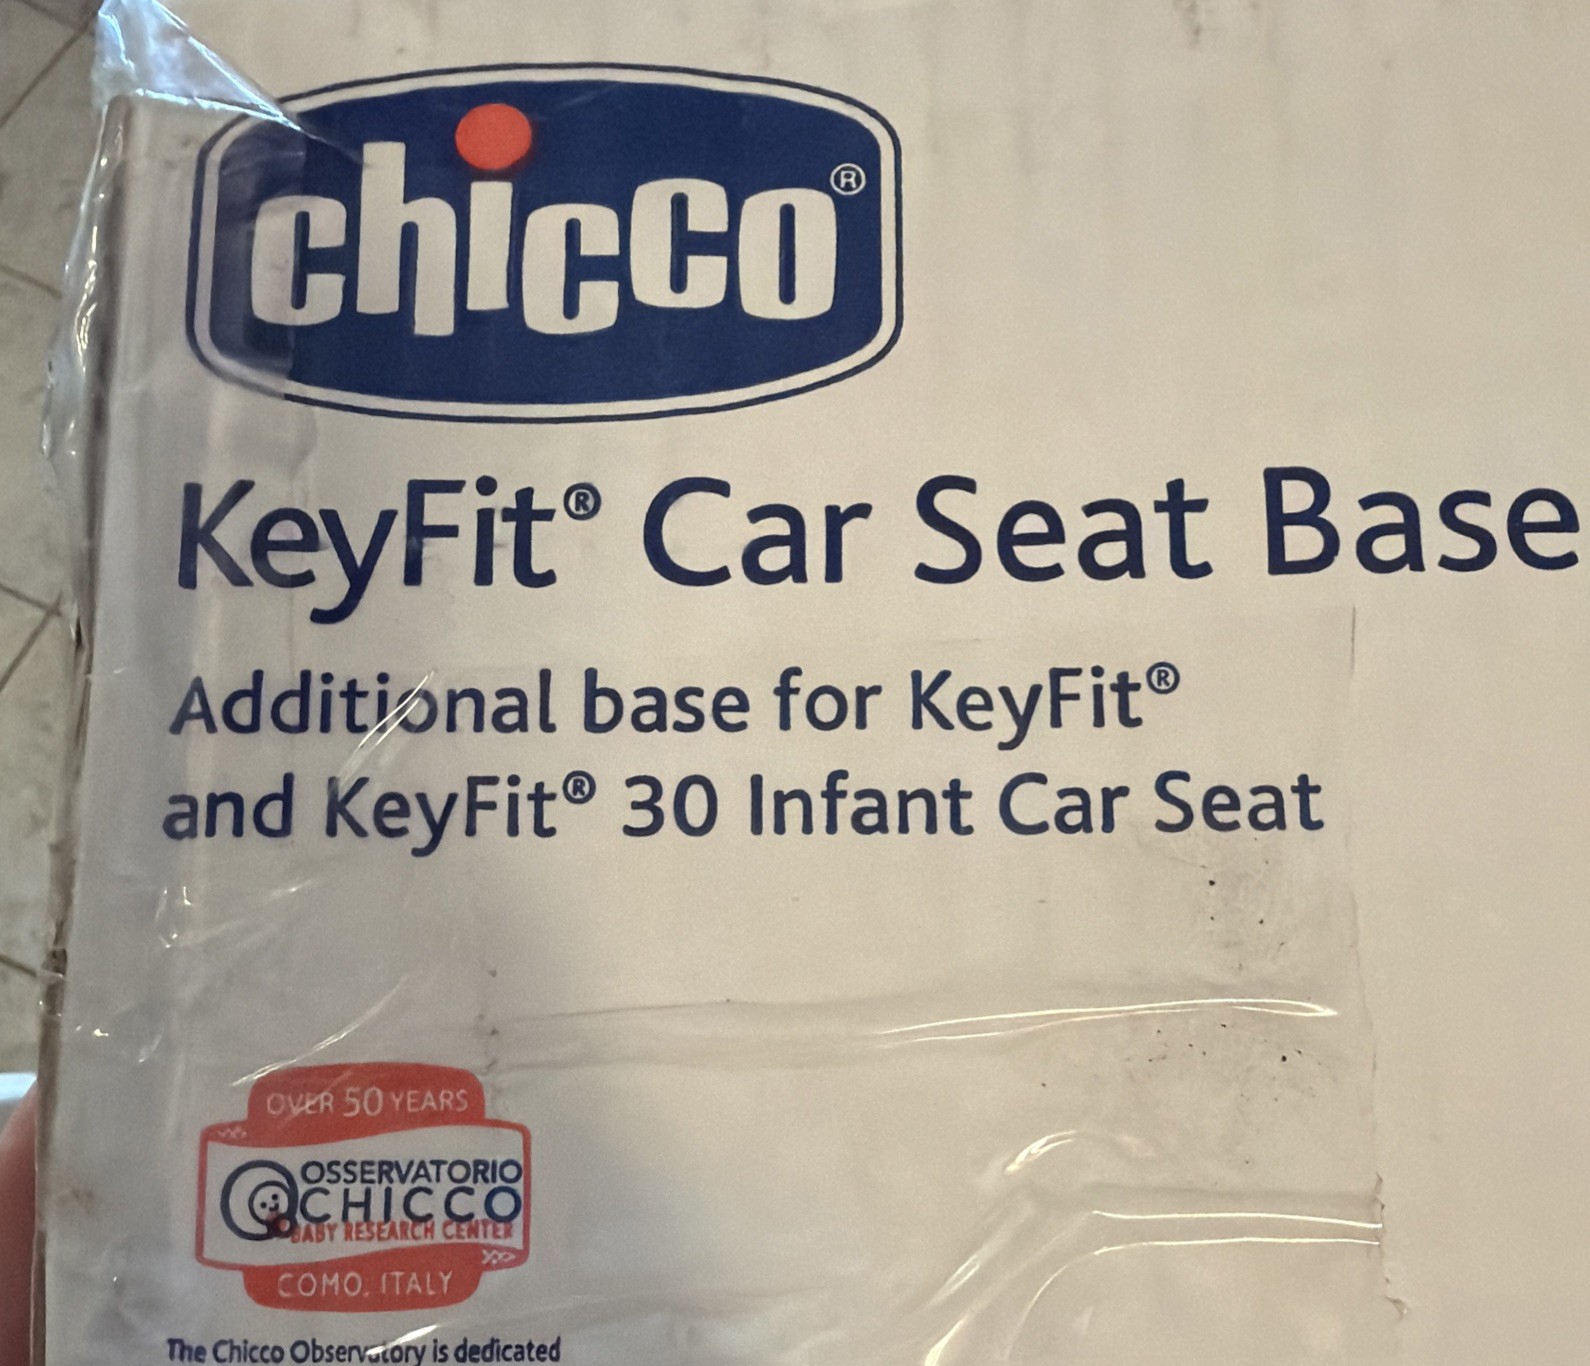 chicco®
KeyFit® Car Seat Base
Additional base for KeyFit®
and KeyFit® 30 Infant Car Seat
OVER 50 YEARS
OSSERVATORIO
CHICCO
BABY RESEARCH CENTER
COMO, ITALY
The Chicco Observatory is dedicated